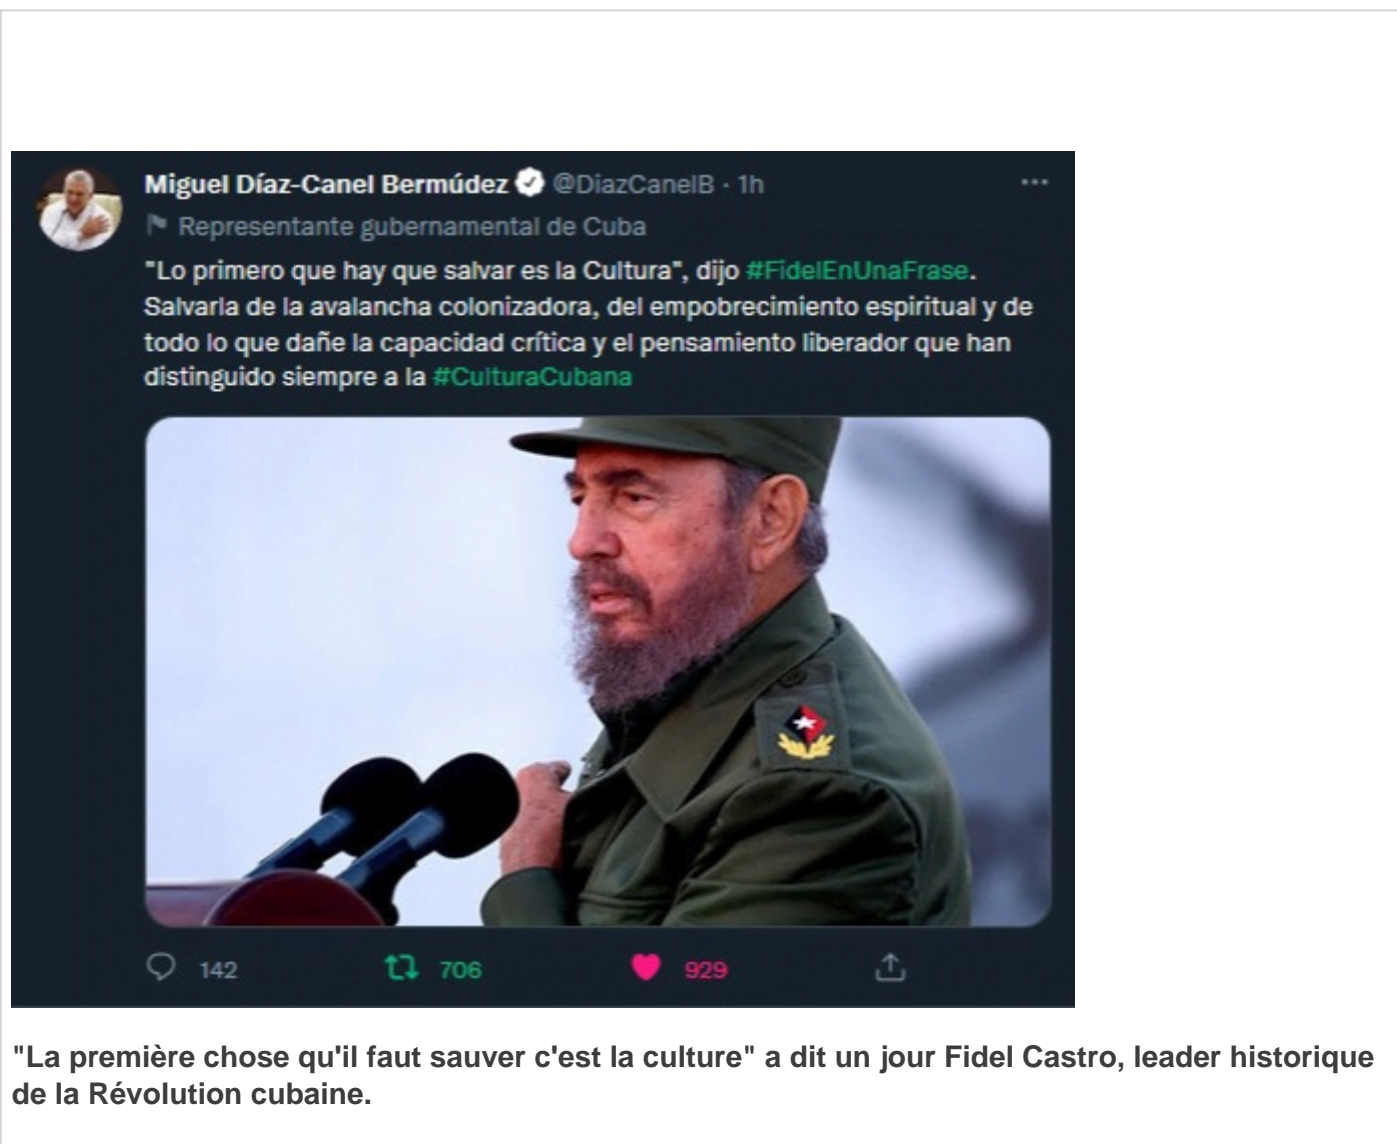 Miguel Díaz-Canel Bermúdez @DiazCanelB · 1h
Representante gubernamental de Cuba
"Lo primero que hay que salvar es la Cultura", dijo #FidelEnUnaFrase.
Salvarla de la avalancha colonizadora, del empobrecimiento espiritual y de
todo lo que dañe la capacidad crítica y el pensamiento liberador que han
distinguido siempre a la #CulturaCubana
142 706 929
"La première chose qu'il faut sauver c'est la culture" a dit un jour Fidel Castro, leader historique
de la Révolution cubaine.